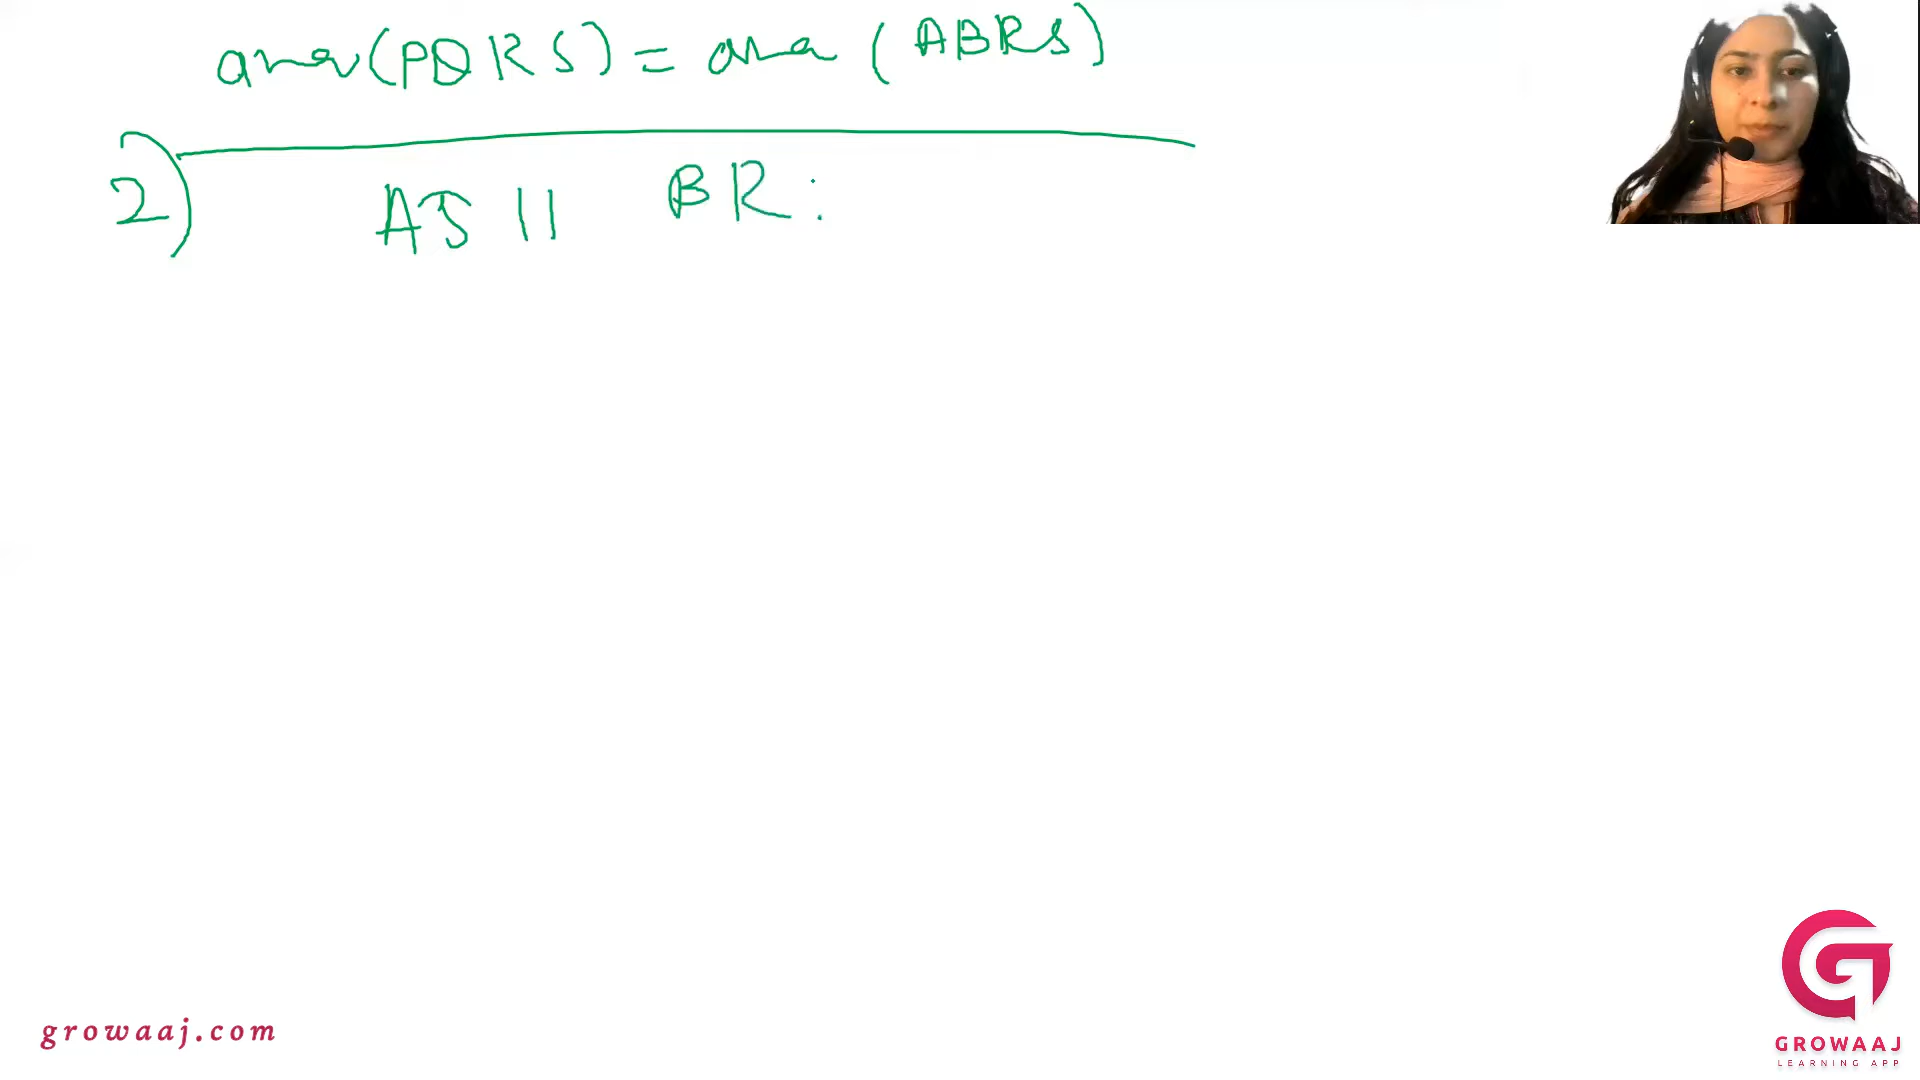 area (PQRS) = area (ABRS)
2) AS || BR :
growaaj.com
GROWAAJ
LEARNING APP